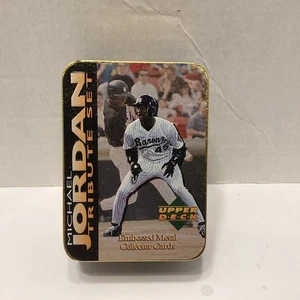 MICHAEL
JORDAN
TRIBUTE SET
Barons
45
UPPER
DECK
Embossed Metal
Collector Cards